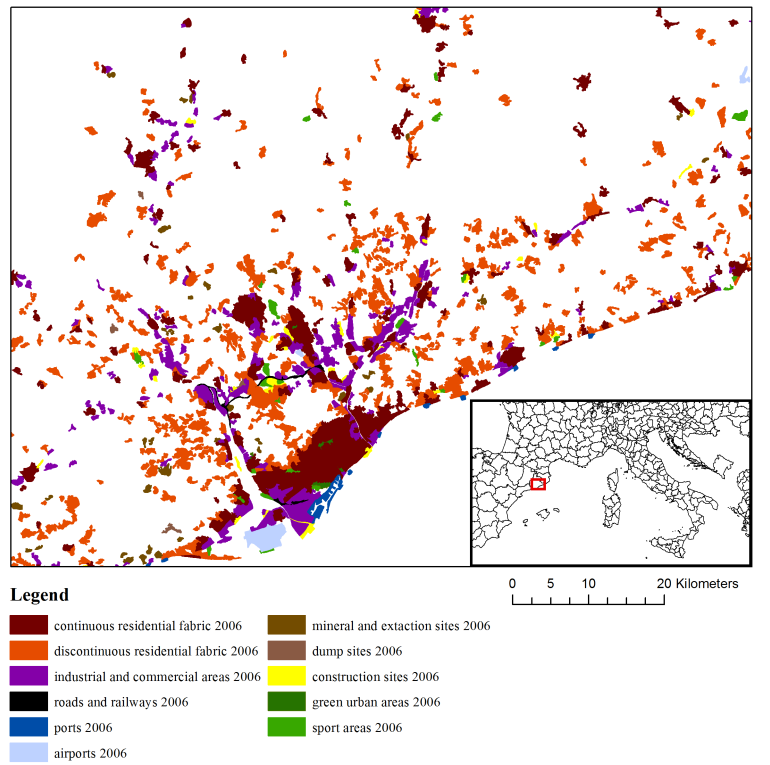 0 5 10 20 Kilometers
Legend
continuous residential fabric 2006
discontinuous residential fabric 2006
industrial and commercial areas 2006
roads and railways 2006
ports 2006
airports 2006
mineral and extaction sites 2006
dump sites 2006
construction sites 2006
green urban areas 2006
sport areas 2006